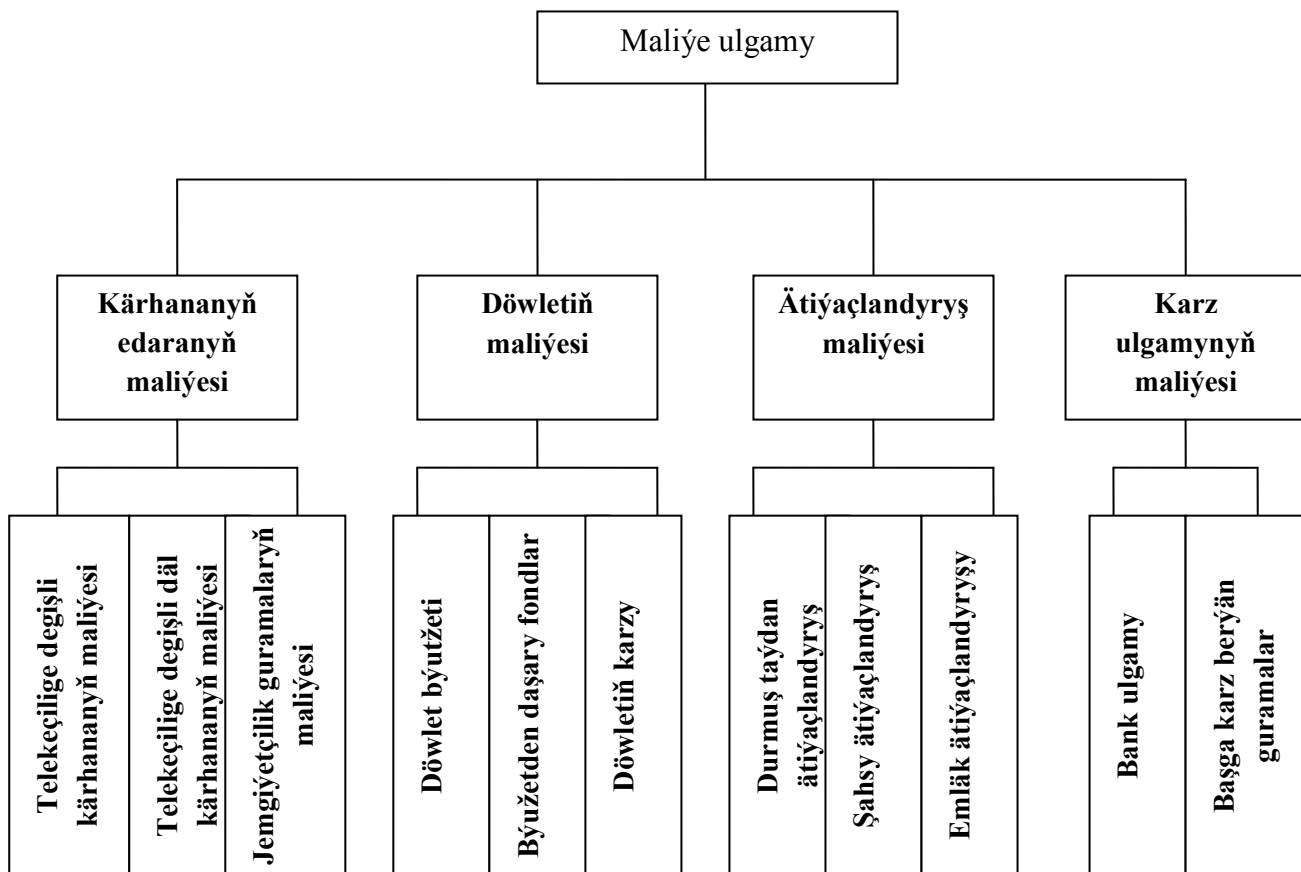 Maliýe ulgamy
Kärhananyň
edaranyň
maliýesi
Döwletiň
maliýesi
Ätiýaçlandyryş
maliýesi
Karz
ulgamynyň
maliýesi
Telekeçilige degişli
kärhananyň maliýesi
Telekeçilige degişli däl
kärhananyň maliýesi
Jemgiýetçilik guramalaryň
maliýesi
Döwlet býutžeti
Býužetden daşary fondlar
Döwletiň karzy
Durmuş taýdan
ätiýaçlandyryş
Şahsy ätiýaçlandyryş
Emläk ätiýaçlandyryşy
Bank ulgamy
Başga karz berýän
guramalar